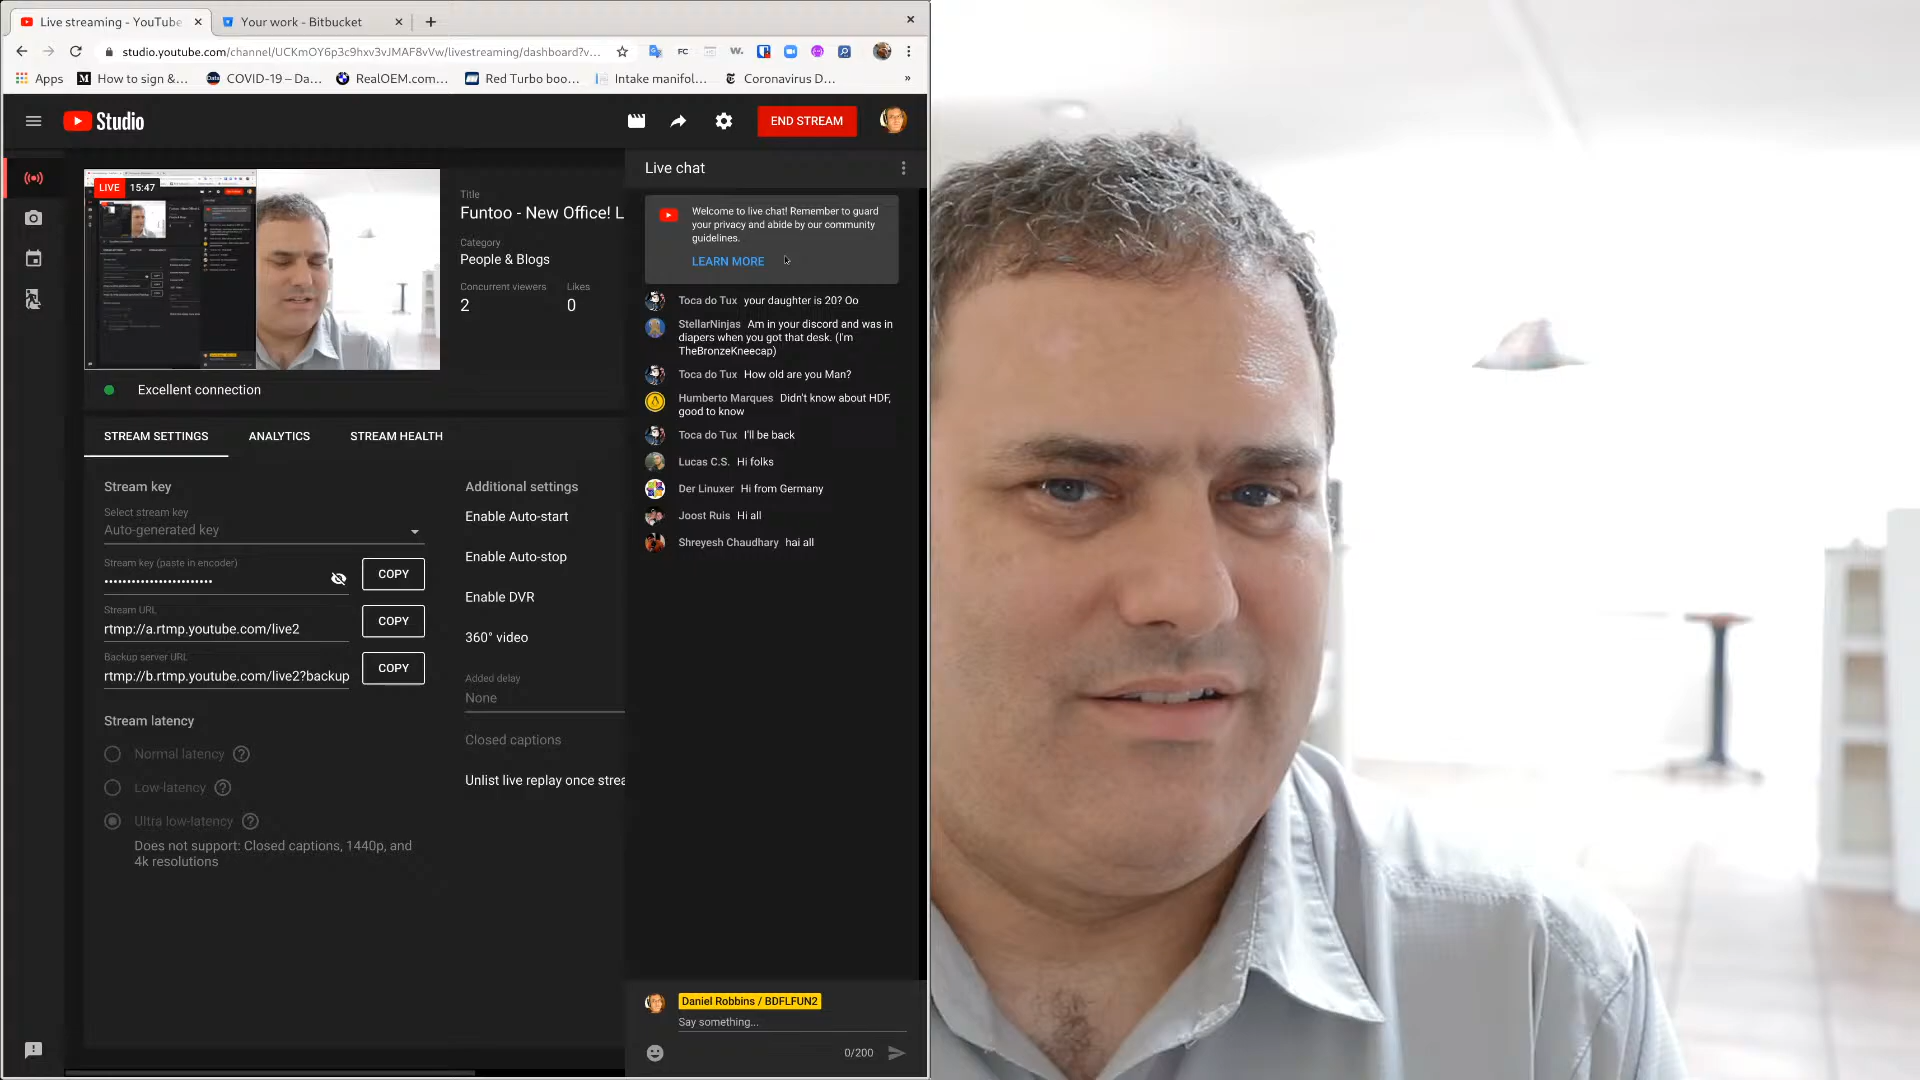 Live streaming - YouTube
Your work - Bitbucket
studio.youtube.com/channel/UCKmOY6p3c9hxv3vJMAF8vVw/livestreaming/dashboard?v...
FC
W.
Apps
How to sign &...
COVID-19 – Da...
RealOEM.com...
Red Turbo boo...
Intake manifol...
Coronavirus D...
»
Studio
END STREAM
LIVE 15:47
Title
Funtoo - New Office! L
Category
People & Blogs
Concurrent viewers
Likes
2
0
Excellent connection
STREAM SETTINGS
ANALYTICS
STREAM HEALTH
Stream key
Select stream key
Auto-generated key
Stream key (paste in encoder)
COPY
Stream URL
rtmp://a.rtmp.youtube.com/live2
COPY
Backup server URL
rtmp://b.rtmp.youtube.com/live2?backup
COPY
Stream latency
Normal latency
Low-latency
Ultra low-latency
Does not support: Closed captions, 1440p, and
4k resolutions
Additional settings
Enable Auto-start
Enable Auto-stop
Enable DVR
360° video
Added delay
None
Closed captions
Unlist live replay once strea
Live chat
Welcome to live chat! Remember to guard
your privacy and abide by our community
guidelines.
LEARN MORE
Toca do Tux your daughter is 20? Oo
StellarNinjas Am in your discord and was in
diapers when you got that desk. (I'm
TheBronzeKneecap)
Toca do Tux How old are you Man?
Humberto Marques Didn't know about HDF,
good to know
Toca do Tux I'll be back
Lucas C.S. Hi folks
Der Linuxer Hi from Germany
Joost Ruis Hi all
Shreyesh Chaudhary hai all
Daniel Robbins / BDFLFUN2
Say something...
0/200